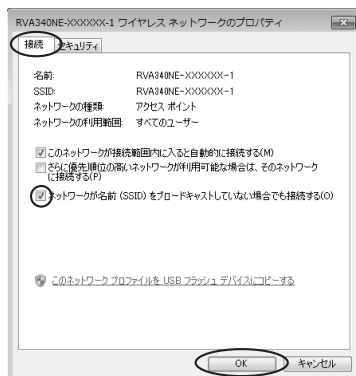 RVA340NE-XXXXXX-1 ワイヤレス ネットワークのプロパティ
接続 セキュリティ
名前: RVA340NE-XXXXXX-1
SSID: RVA340NE-XXXXXX-1
ネットワークの種類: アクセス ポイント
ネットワークの利用範囲: すべてのユーザー
このネットワークが接続範囲内に入ると自動的に接続する(M)
さらに優先順位の高いネットワークが利用可能な場合は、そのネットワーク
に接続する(P)
ネットワークが名前 (SSID) をブロードキャストしていない場合でも接続する(O)
このネットワーク プロファイルを USB フラッシュ デバイスにコピーする
OK キャンセル